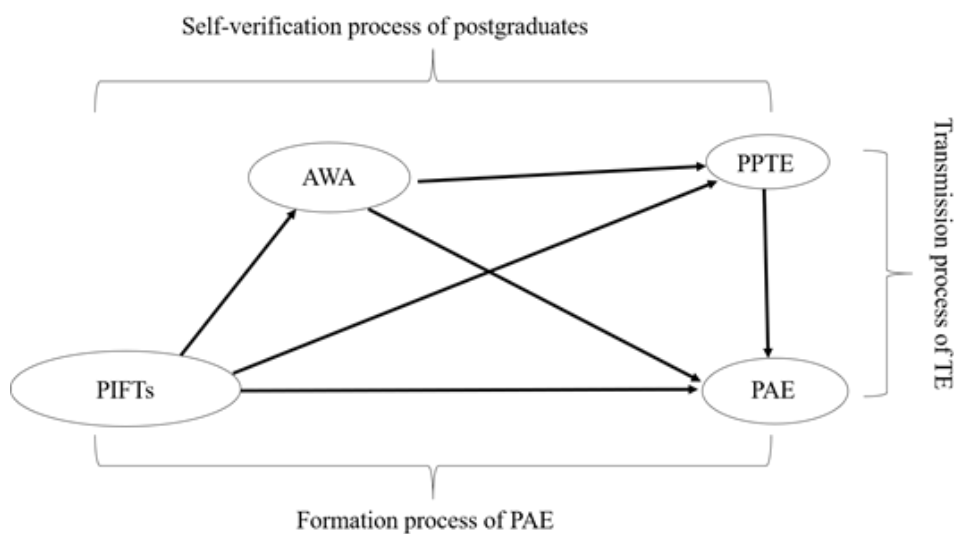 Self-verification process of postgraduates
AWA
PPTE
Transmission process of TE
PIFTs
PAE
Formation process of PAE